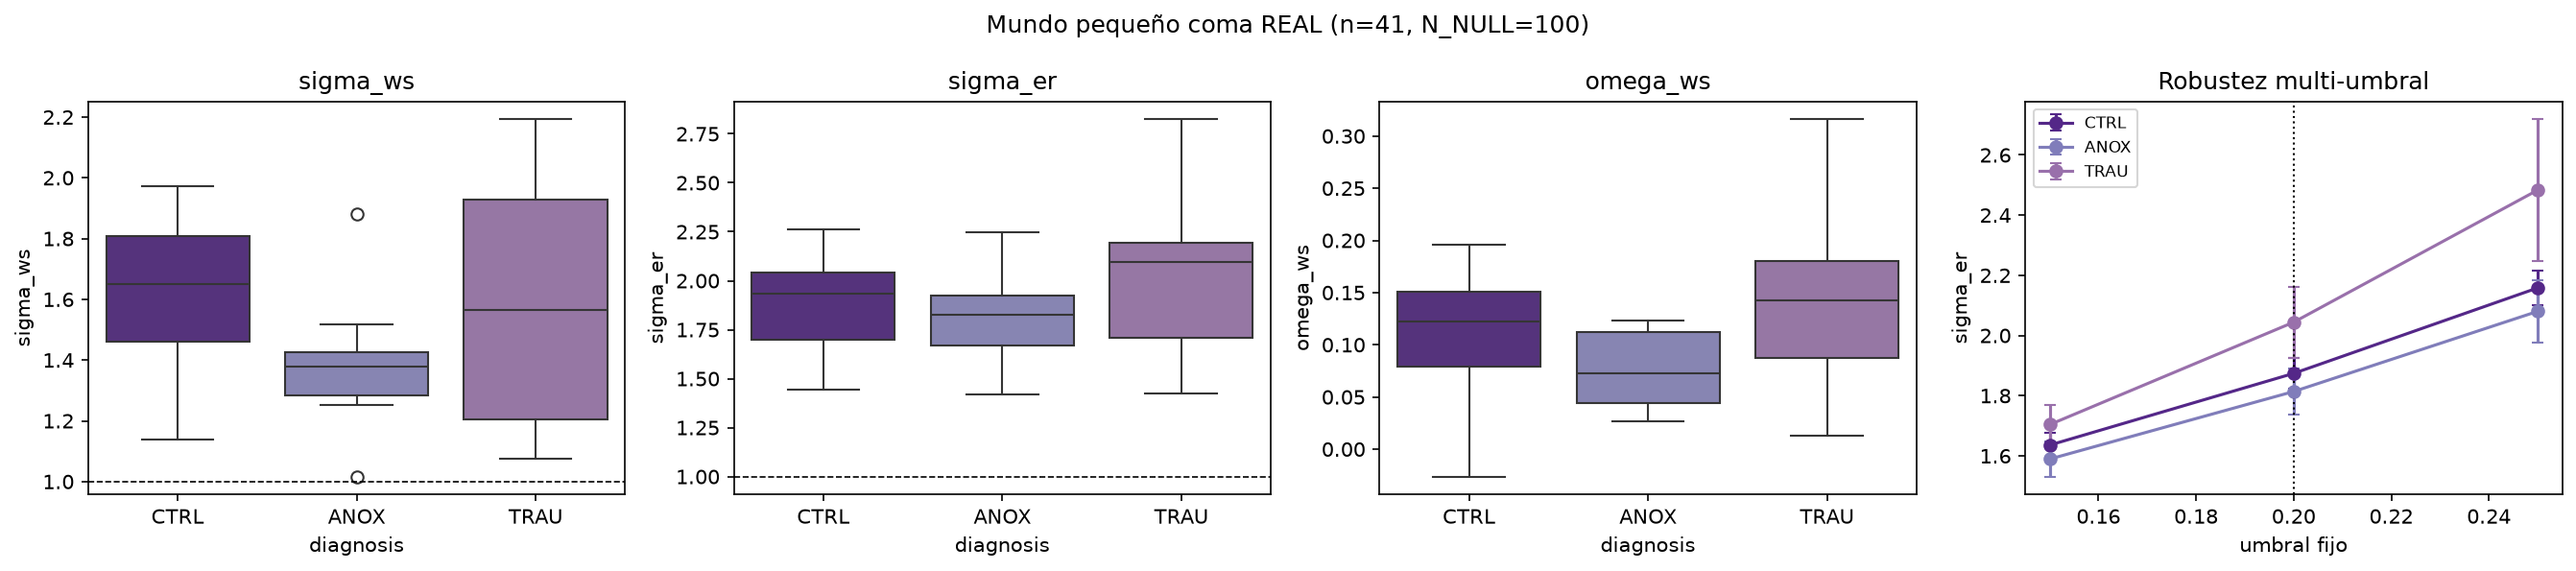 Mundo pequeño coma REAL (n=41, N_NULL=100)
sigma_ws
2.2
2.0
1.8
1.6
1.4
1.2
1.0
sigma_ws
CTRL
ANOX
TRAU
diagnosis
sigma_er
2.75
2.50
2.25
2.00
1.75
1.50
1.25
1.00
sigma_er
CTRL
ANOX
TRAU
diagnosis
omega_ws
0.30
0.25
0.20
0.15
0.10
0.05
0.00
omega_ws
CTRL
ANOX
TRAU
diagnosis
Robustez multi-umbral
CTRL
ANOX
TRAU
2.6
2.4
2.2
2.0
1.8
1.6
sigma_er
0.16
0.18
0.20
0.22
0.24
umbral fijo